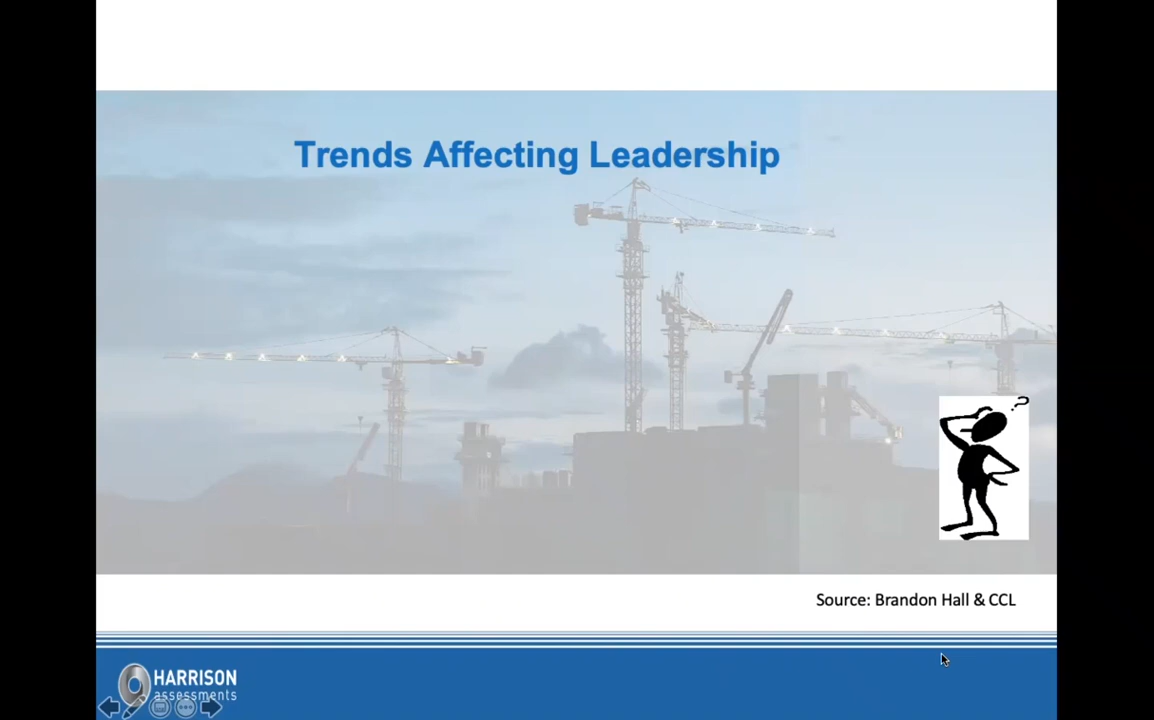 Trends Affecting Leadership
?
Source: Brandon Hall & CCL
HARRISON
assessments